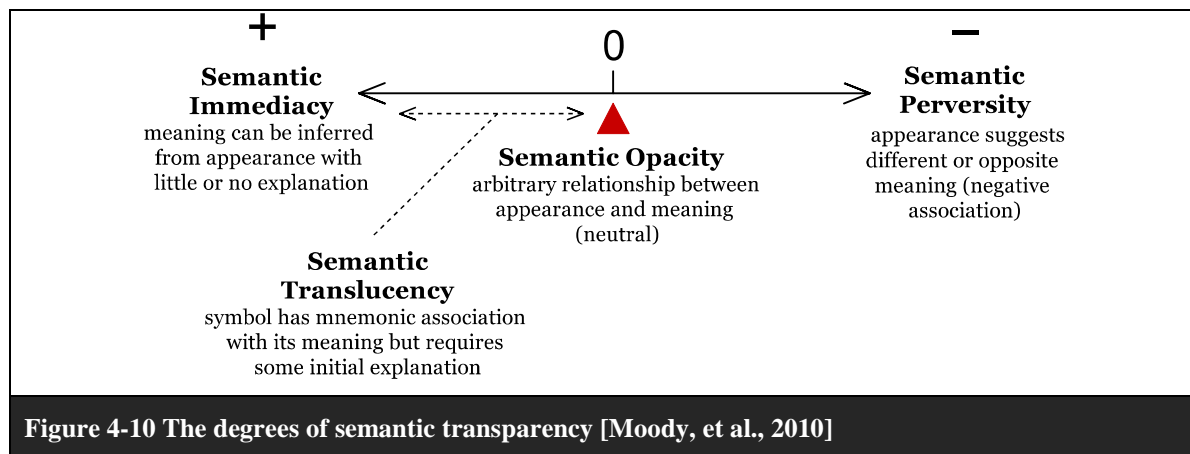 +
0
–
Semantic
Immediacy
meaning can be inferred
from appearance with
little or no explanation
Semantic Opacity
arbitrary relationship between
appearance and meaning
(neutral)
Semantic
Perversity
appearance suggests
different or opposite
meaning (negative
association)
Semantic
Translucency
symbol has mnemonic association
with its meaning but requires
some initial explanation
Figure 4-10 The degrees of semantic transparency [Moody, et al., 2010]